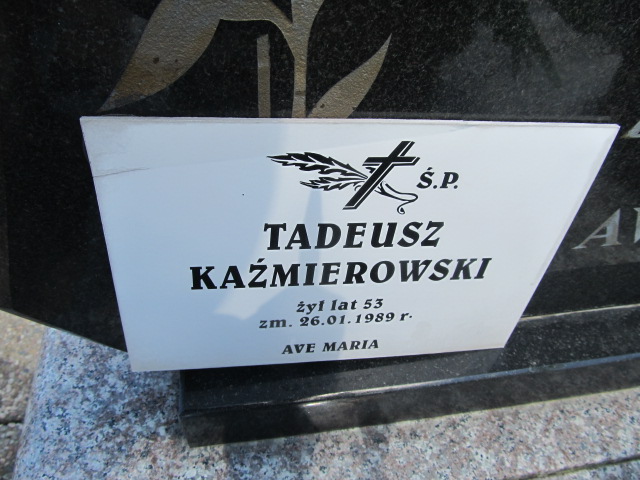 Ś.P.
TADEUSZ
KAŹMIEROWSKI
żył lat 53
zm. 26.01.1989 r.
AVE MARIA